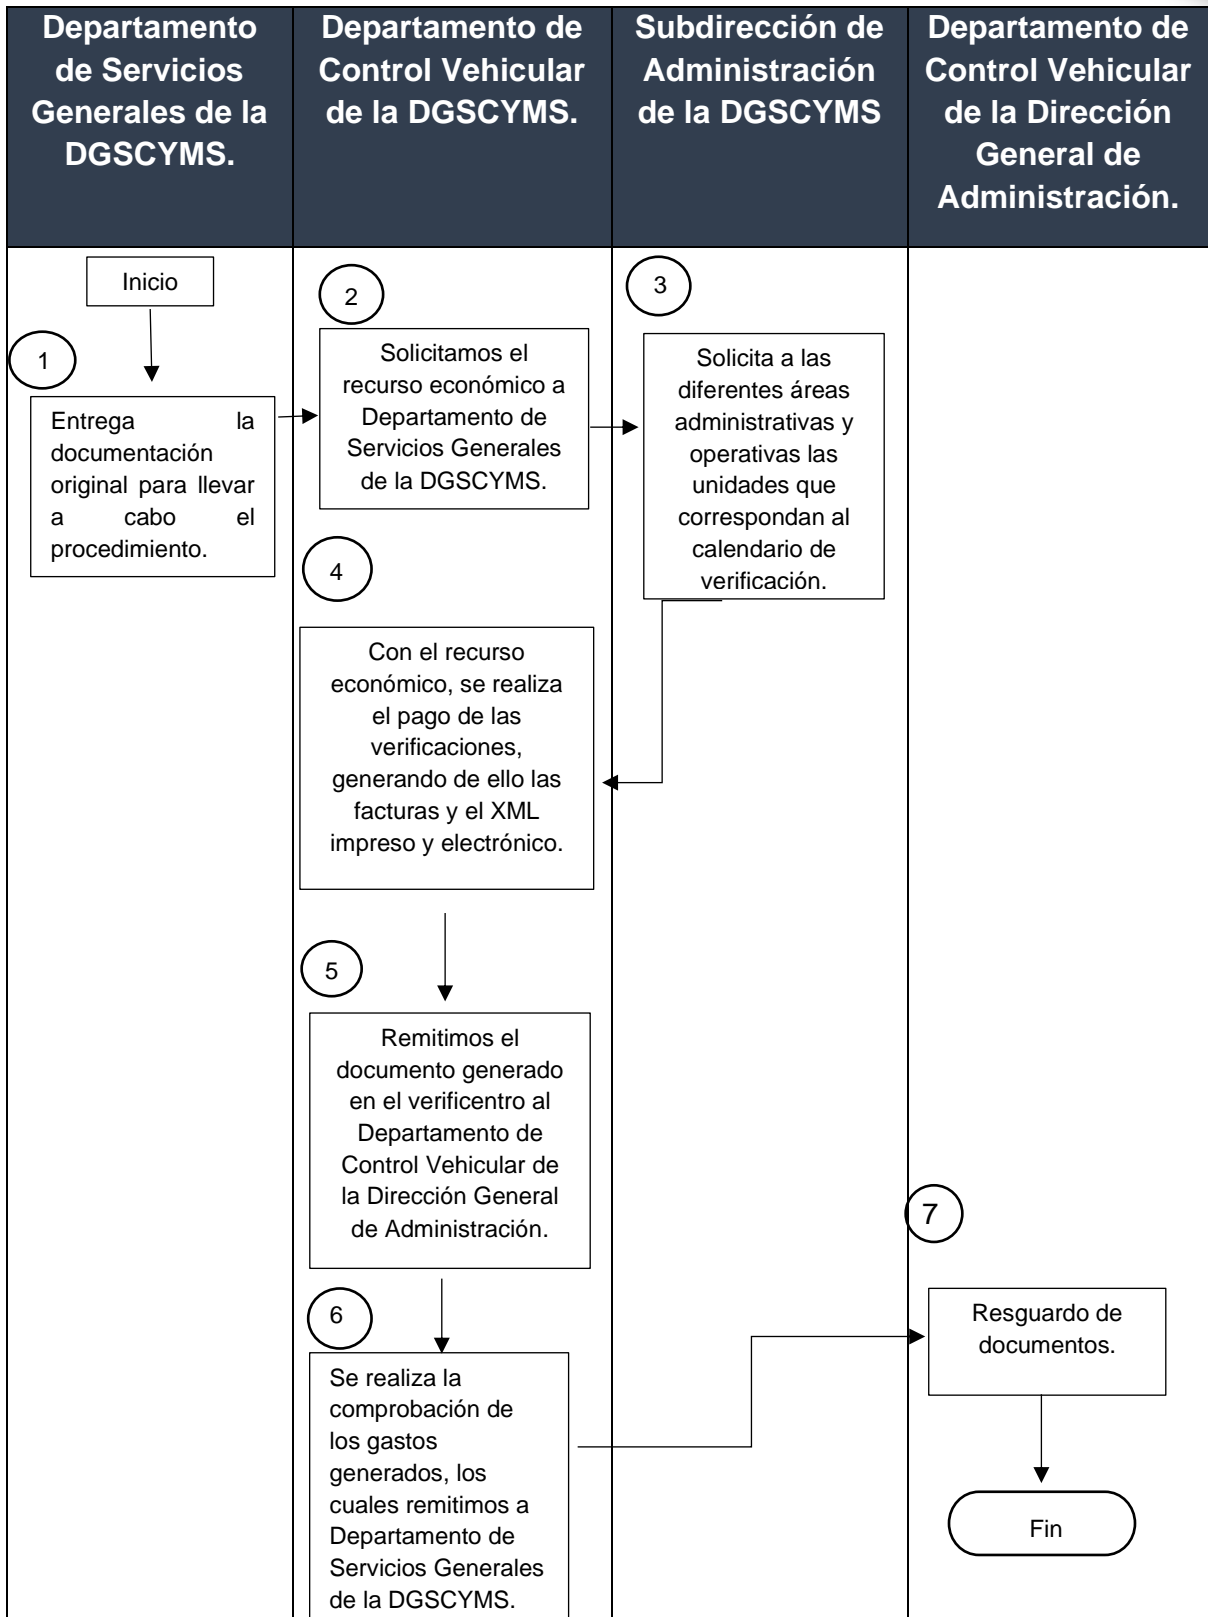 Departamento
de Servicios
Generales de la
DGSCYMS.
Departamento de
Control Vehicular
de la DGSCYMS.
Subdirección de
Administración
de la DGSCYMS
Departamento de
Control Vehicular
de la Dirección
General de
Administración.
Inicio
1
Entrega la
documentación
original para llevar
a cabo el
procedimiento.
2
Solicitamos el
recurso económico a
Departamento de
Servicios Generales
de la DGSCYMS.
3
Solicita a las
diferentes áreas
administrativas y
operativas las
unidades que
correspondan al
calendario de
verificación.
4
Con el recurso
económico, se realiza
el pago de las
verificaciones,
generando de ello las
facturas y el XML
impreso y electrónico.
5
Remitimos el
documento generado
en el verificentro al
Departamento de
Control Vehicular de
la Dirección General
de Administración.
6
Se realiza la
comprobación de
los gastos
generados, los
cuales remitimos a
Departamento de
Servicios Generales
de la DGSCYMS.
7
Resguardo de
documentos.
Fin